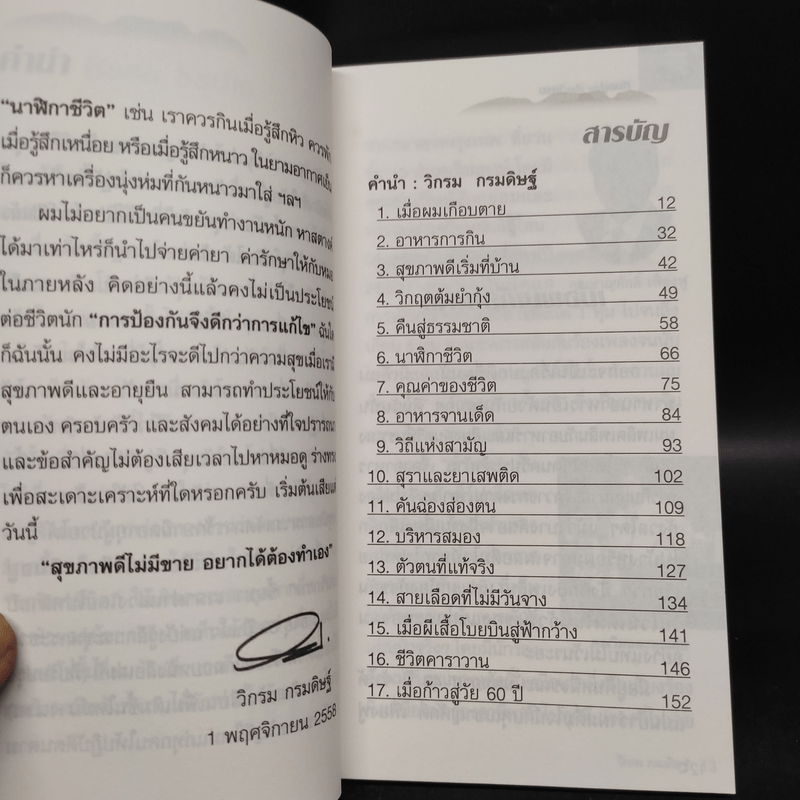 "นาฬิกาชีวิต" เช่น เราควรกินเมื่อรู้สึกหิว
เมื่อรู้สึกเหนื่อย หรือเมื่อรู้สึกหนาว ในยามอากาศเย็น
ก็ควรหาเครื่องนุ่งห่มที่กันหนาวมาใส่ ฯลฯ
ผมไม่อยากเป็นคนขยันทำงานหนัก หาสตางค์
ได้มาเท่าไหร่ก็นำไปจ่ายค่ายา ค่ารักษาให้กับหมอ
ในภายหลัง คิดอย่างนี้แล้วคงไม่เป็นประโยชน์
ต่อชีวิตนัก "การป้องกันจึงดีกว่าการแก้ไข" ฉันใด
ก็ฉันนั้น คงไม่มีอะไรจะดีไปกว่าความสุขเมื่อเรามี
สุขภาพดีและอายุยืน สามารถทำประโยชน์ให้กับ
ตนเอง ครอบครัว และสังคมได้อย่างที่ใจปรารถนา
และข้อสำคัญไม่ต้องเสียเวลาไปหาหมอดู ร่างทรง
เพื่อสะเดาะเคราะห์ที่ใดหรอกครับ เริ่มต้นเสียแต่
วันนี้
"สุขภาพดีไม่มีขาย อยากได้ต้องทำเอง"
วิกรม กรมดิษฐ์
1 พฤศจิกายน 2558
สารบัญ
คำนำ : วิกรม กรมดิษฐ์
1. เมื่อผมเกือบตาย 12
2. อาหารการกิน 32
3. สุขภาพดีเริ่มที่บ้าน 42
4. วิกฤตต้มยำกุ้ง 49
5. คืนสู่ธรรมชาติ 58
6. นาฬิกาชีวิต 66
7. คุณค่าของชีวิต 75
8. อาหารจานเด็ด 84
9. วิถีแห่งสามัญ 93
10. สุราและยาเสพติด 102
11. คันฉ่องส่องตน 109
12. บริหารสมอง 118
13. ตัวตนที่แท้จริง 127
14. สายเลือดที่ไม่มีวันจาง 134
15. เมื่อผีเสื้อโบยบินสู่ฟ้ากว้าง 141
16. ชีวิตคาราวาน 146
17. เมื่อก้าวสู่วัย 60 ปี 152